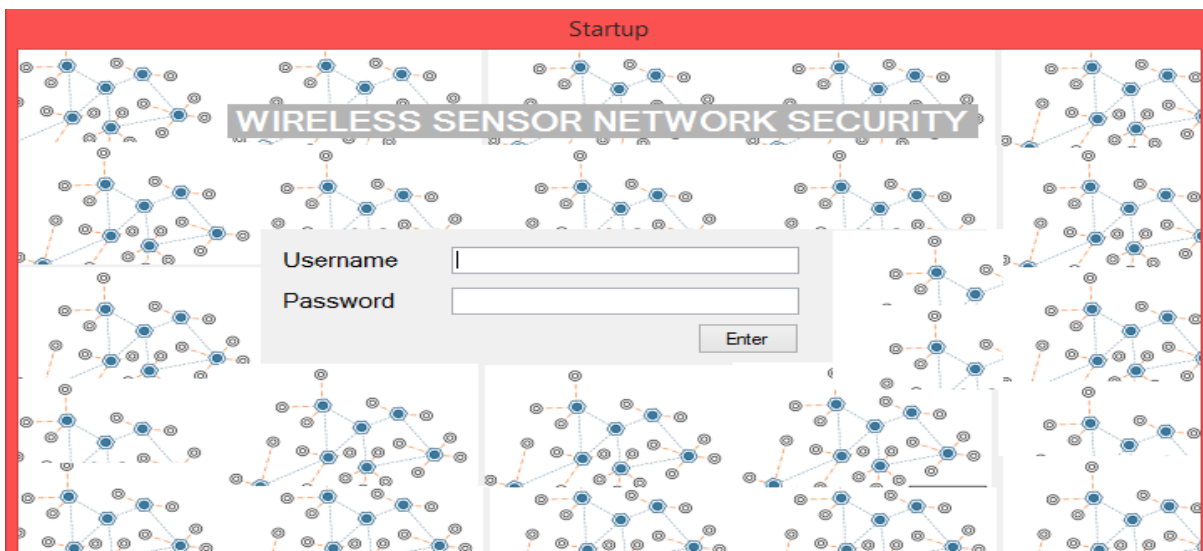 Startup
WIRELESS SENSOR NETWORK SECURITY
Username
Password
Enter